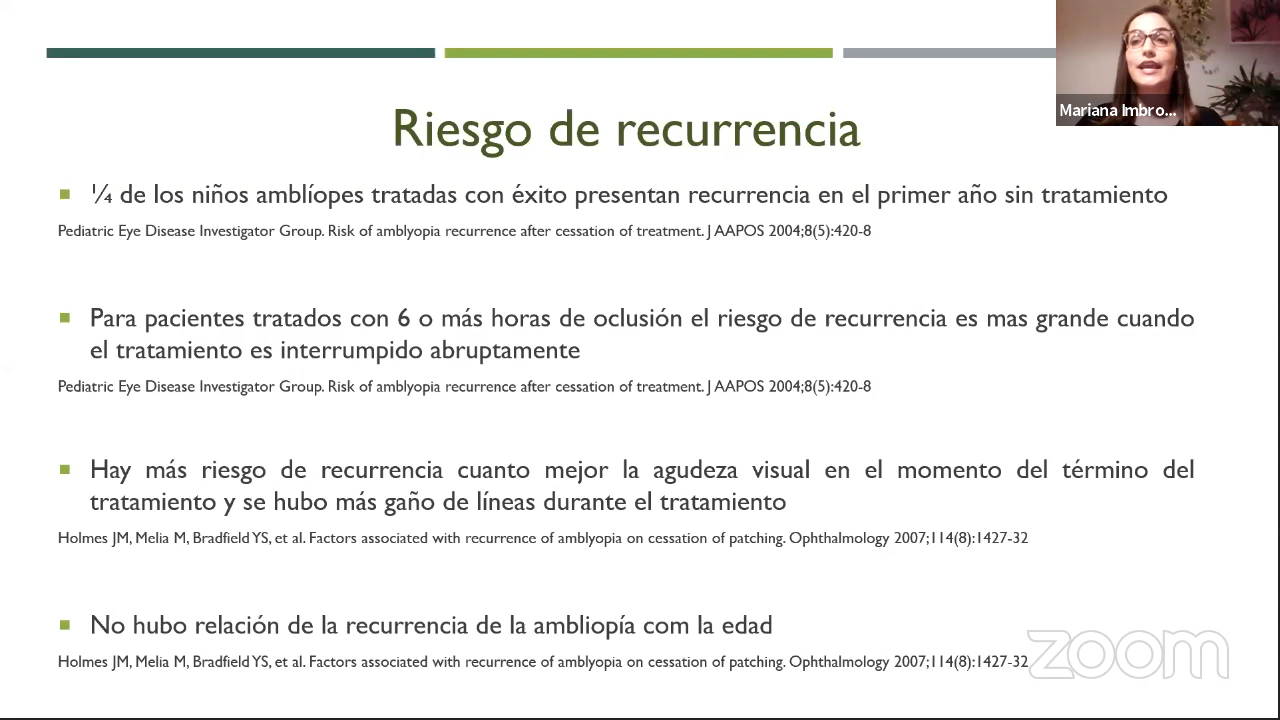 Mariana Imbro...
Riesgo de recurrencia
¼ de los niños amblíopes tratadas con éxito presentan recurrencia en el primer año sin tratamiento
Pediatric Eye Disease Investigator Group. Risk of amblyopia recurrence after cessation of treatment. J AAPOS 2004;8(5):420-8
Para pacientes tratados con 6 o más horas de oclusión el riesgo de recurrencia es mas grande cuando
el tratamiento es interrumpido abruptamente
Pediatric Eye Disease Investigator Group. Risk of amblyopia recurrence after cessation of treatment. J AAPOS 2004;8(5):420-8
Hay más riesgo de recurrencia cuanto mejor la agudeza visual en el momento del término del
tratamiento y se hubo más gaño de líneas durante el tratamiento
Holmes JM, Melia M, Bradfield YS, et al. Factors associated with recurrence of amblyopia on cessation of patching. Ophthalmology 2007;114(8):1427-32
No hubo relación de la recurrencia de la ambliopía com la edad
Holmes JM, Melia M, Bradfield YS, et al. Factors associated with recurrence of amblyopia on cessation of patching. Ophthalmology 2007;114(8):1427-32
zoom